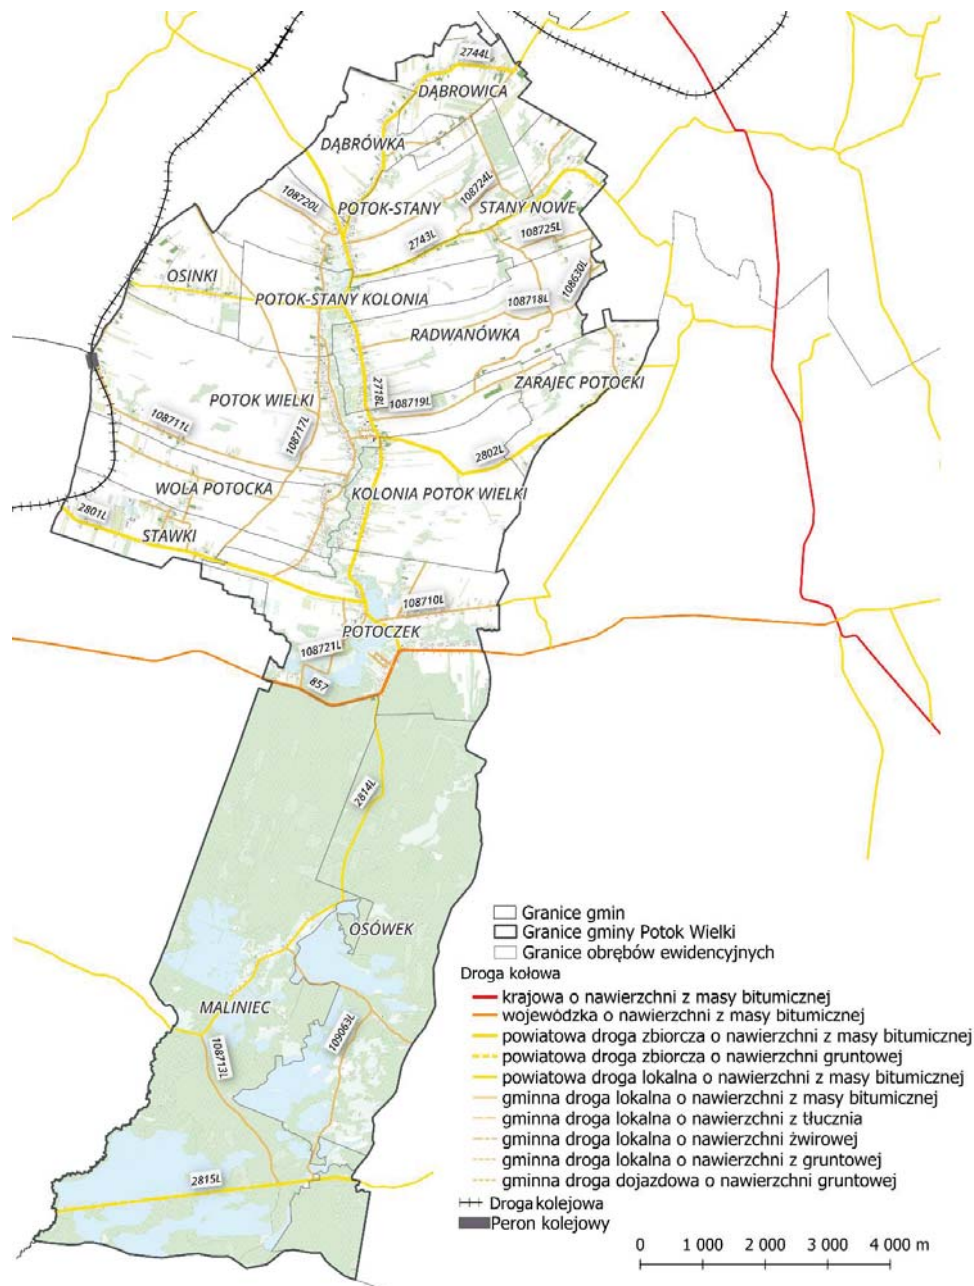 2744L
DĄBROWICA
DĄBRÓWKA
108724L
108720L
POTOK-STANY
STANY NOWE
2743L
108725L
OSINKI
108630L
POTOK-STANY KOLONIA
108718L
RADWANÓWKA
ZARAJEC POTOCKI
2718L
POTOK WIELKI
108719L
108711L
108717L
2802L
WOLA POTOCKA
KOLONIA POTOK WIELKI
2801L
STAWKI
108710L
POTOCZEK
108721L
857
2814L
OSÓWEK
MALINIEC
109063L
108713L
2815L
Granice gmin
Granice gminy Potok Wielki
Granice obrębów ewidencyjnych
Droga kołowa
krajowa o nawierzchni z masy bitumicznej
wojewódzka o nawierzchni z masy bitumicznej
powiatowa droga zbiorcza o nawierzchni z masy bitumicznej
powiatowa droga zbiorcza o nawierzchni gruntowej
powiatowa droga lokalna o nawierzchni z masy bitumicznej
gminna droga lokalna o nawierzchni z masy bitumicznej
gminna droga lokalna o nawierzchni z tłucznia
gminna droga lokalna o nawierzchni żwirowej
gminna droga lokalna o nawierzchni z gruntowej
gminna droga dojazdowa o nawierzchni gruntowej
Droga kolejowa
Peron kolejowy
0 1 000 2 000 3 000 4 000 m